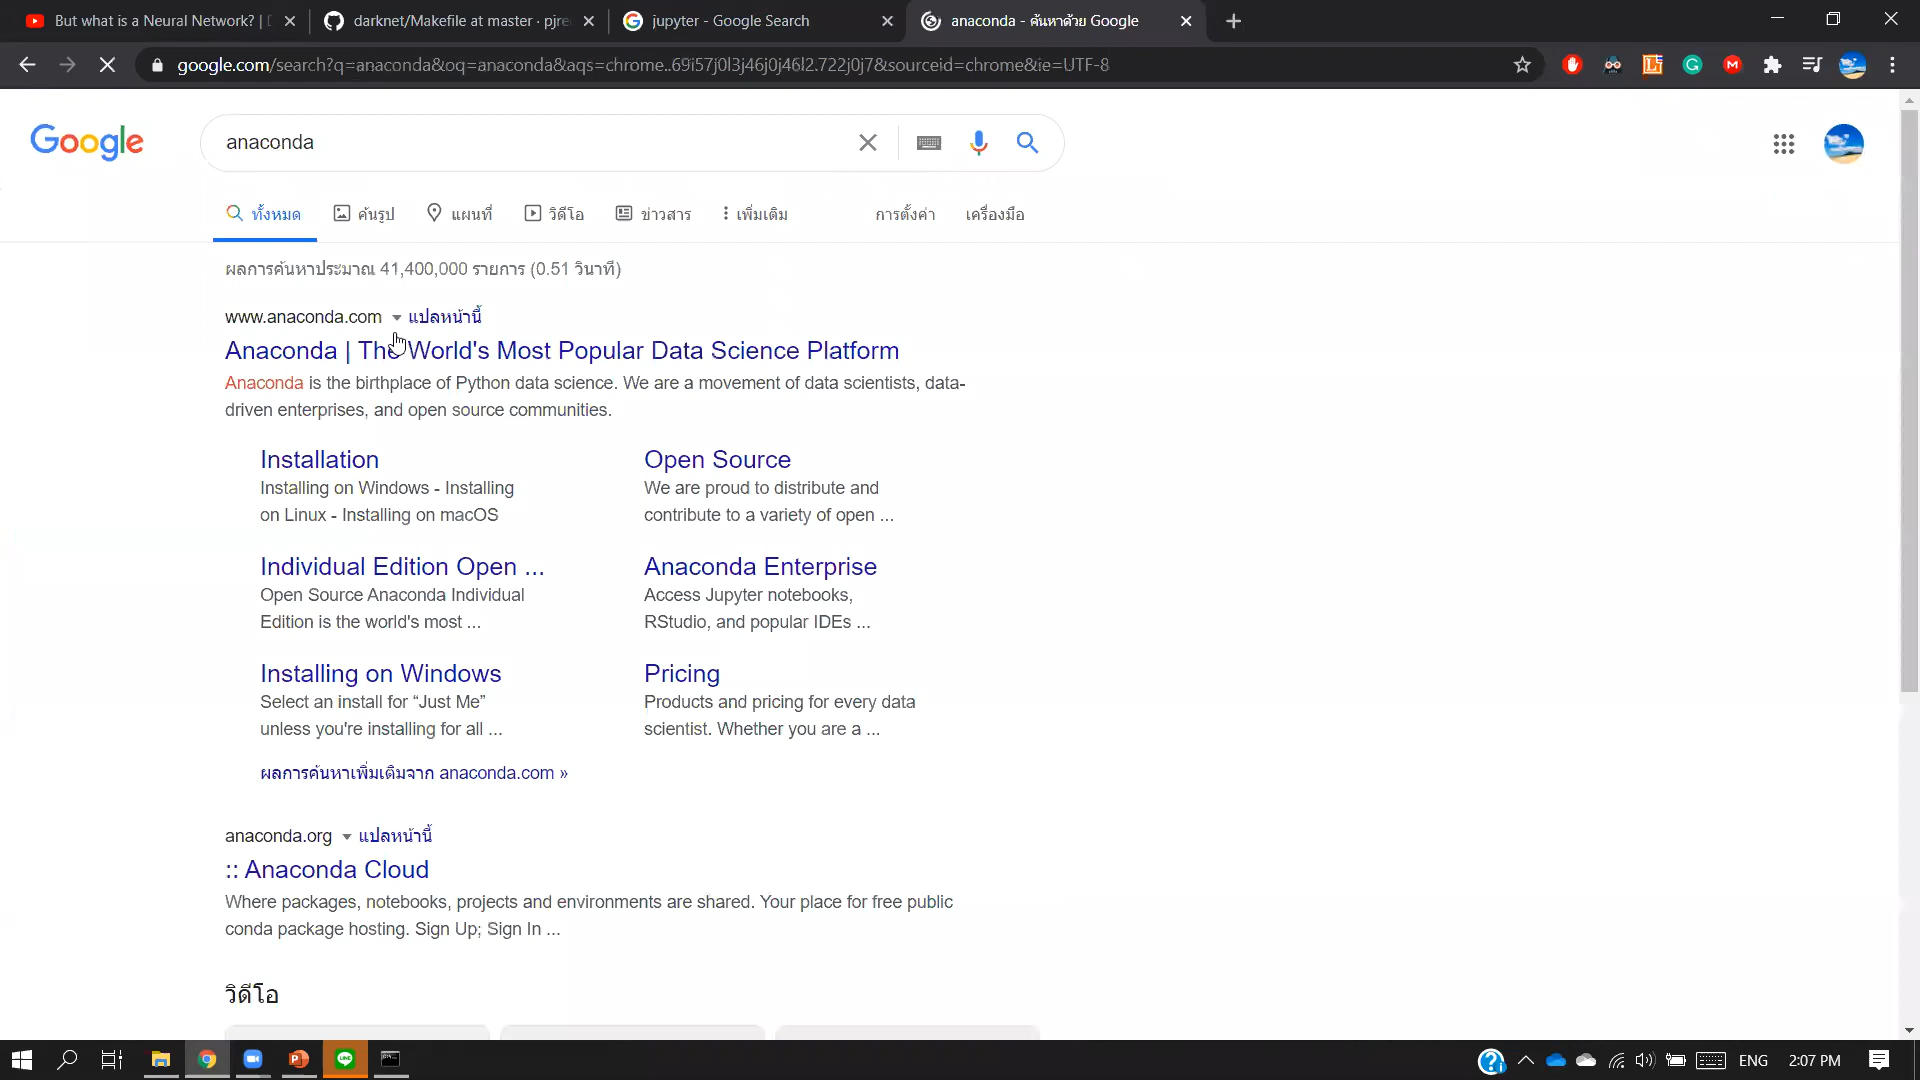 But what is a Neural Network? |
darknet/Makefile at master · pjre
jupyter - Google Search
anaconda - ค้นหาด้วย Google
google.com/search?q=anaconda&oq=anaconda&aqs=chrome..69i57j0l3j46j0j46l2.722j0j7&sourceid=chrome&ie=UTF-8
Google
anaconda
ทั้งหมด
ค้นรูป
แผนที่
วิดีโอ
ข่าวสาร
เพิ่มเติม
การตั้งค่า
เครื่องมือ
ผลการค้นหาประมาณ 41,400,000 รายการ (0.51 วินาที)
www.anaconda.com แปลหน้านี้
Anaconda | The World's Most Popular Data Science Platform
Anaconda is the birthplace of Python data science. We are a movement of data scientists, data-
driven enterprises, and open source communities.
Installation
Installing on Windows - Installing
on Linux - Installing on macOS
Open Source
We are proud to distribute and
contribute to a variety of open ...
Individual Edition Open ...
Open Source Anaconda Individual
Edition is the world's most ...
Anaconda Enterprise
Access Jupyter notebooks,
RStudio, and popular IDEs ...
Installing on Windows
Select an install for “Just Me”
unless you're installing for all ...
Pricing
Products and pricing for every data
scientist. Whether you are a ...
ผลการค้นหาเพิ่มเติมจาก anaconda.com »
anaconda.org แปลหน้านี้
:: Anaconda Cloud
Where packages, notebooks, projects and environments are shared. Your place for free public
conda package hosting. Sign Up; Sign In ...
วิดีโอ
ENG
2:07 PM